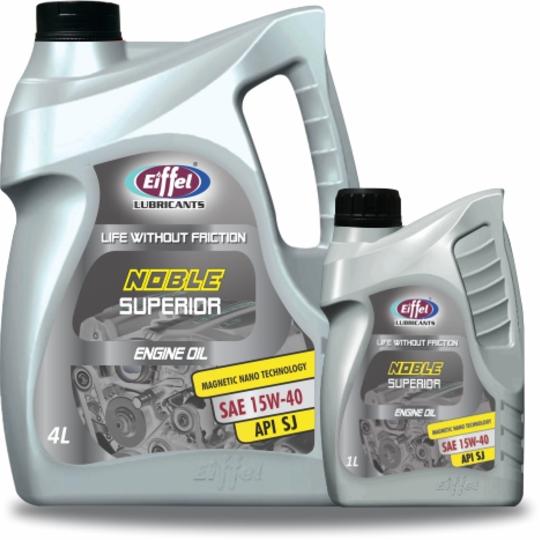 Eiffel
LUBRICANTS
LIFE WITHOUT FRICTION
NOBLE
SUPERIOR
ENGINE OIL
MAGNETIC NANO TECHNOLOGY
SAE 15W-40
API SJ
4L
Eiffel
Eiffel
LUBRICANTS
LIFE WITHOUT FRICTION
NOBLE
SUPERIOR
ENGINE OIL
MAGNETIC NANO TECHNOLOGY
SAE 15W-40
API SJ
1L
Eiffel